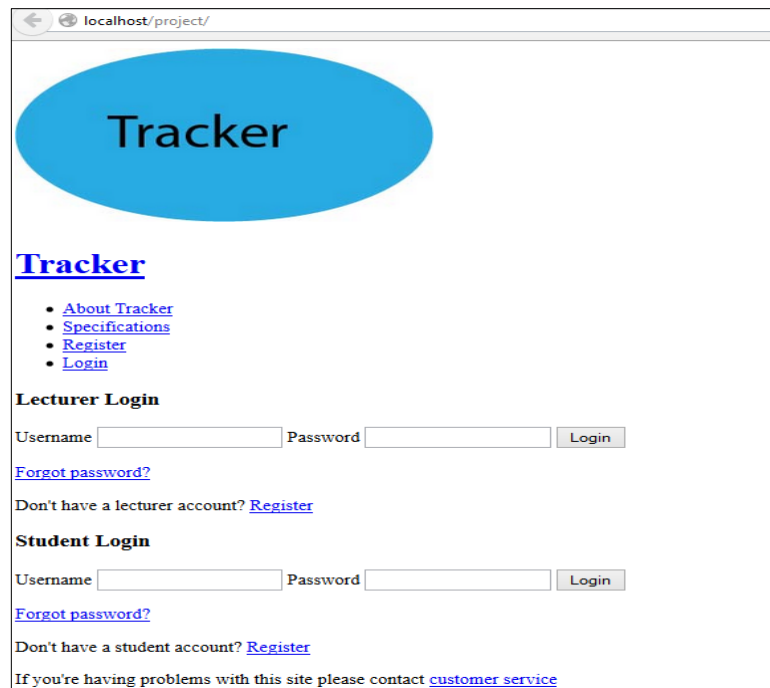 localhost/project/
Tracker
Tracker
About Tracker
Specifications
Register
Login
Lecturer Login
Username Password Login
Forgot password?
Don't have a lecturer account? Register
Student Login
Username Password Login
Forgot password?
Don't have a student account? Register
If you're having problems with this site please contact customer service